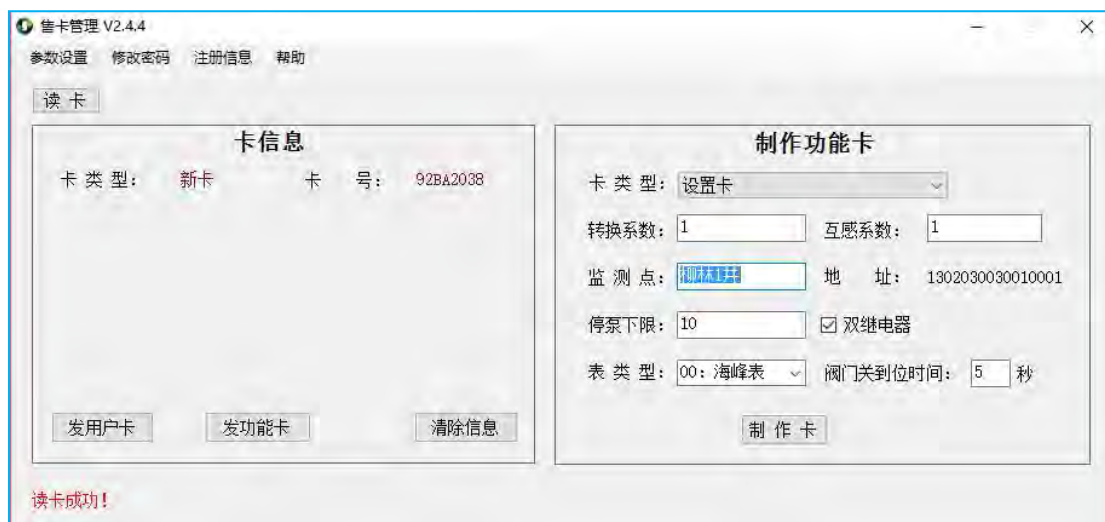 售卡管理 V2.4.4
参数设置 修改密码 注册信息 帮助
读 卡
卡信息
卡 类 型： 新卡 卡 号： 92BA2038
发用户卡 发功能卡 清除信息
制作功能卡
卡 类 型： 设置卡
转换系数： 1 互感系数： 1
监 测 点： 柳林1井 地 址： 1302030030010001
停泵下限： 10 双继电器
表 类 型： 00：海峰表 阀门关到位时间： 5 秒
制 作 卡
读卡成功！